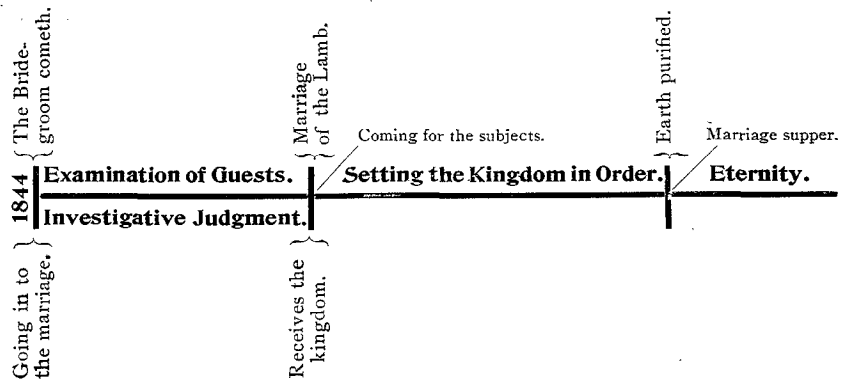 The Bride-
groom cometh.
Marriage
of the Lamb.
Earth purified.
Coming for the subjects.
Marriage supper.
1844
Examination of Guests.
Setting the Kingdom in Order.
Eternity.
Investigative Judgment.
Going in to
the marriage.
Receives the
kingdom.